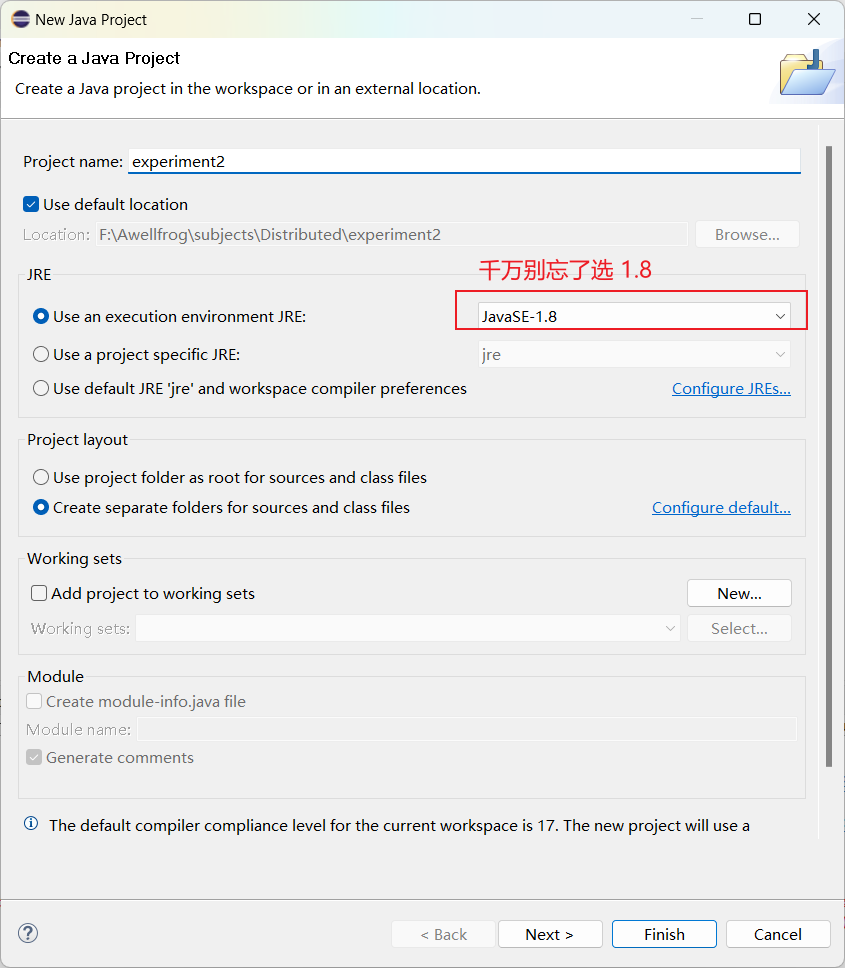 New Java Project
Create a Java Project
Create a Java project in the workspace or in an external location.
Project name: experiment2
Use default location
Location: F:\Awellfrog\subjects\Distributed\experiment2 Browse...
千万别忘了选 1.8
JRE
Use an execution environment JRE: JavaSE-1.8
Use a project specific JRE: jre
Use default JRE 'jre' and workspace compiler preferences Configure JREs...
Project layout
Use project folder as root for sources and class files
Create separate folders for sources and class files Configure default...
Working sets
Add project to working sets New...
Working sets: Select...
Module
Create module-info.java file
Module name:
Generate comments
The default compiler compliance level for the current workspace is 17. The new project will use a
? < Back Next > Finish Cancel